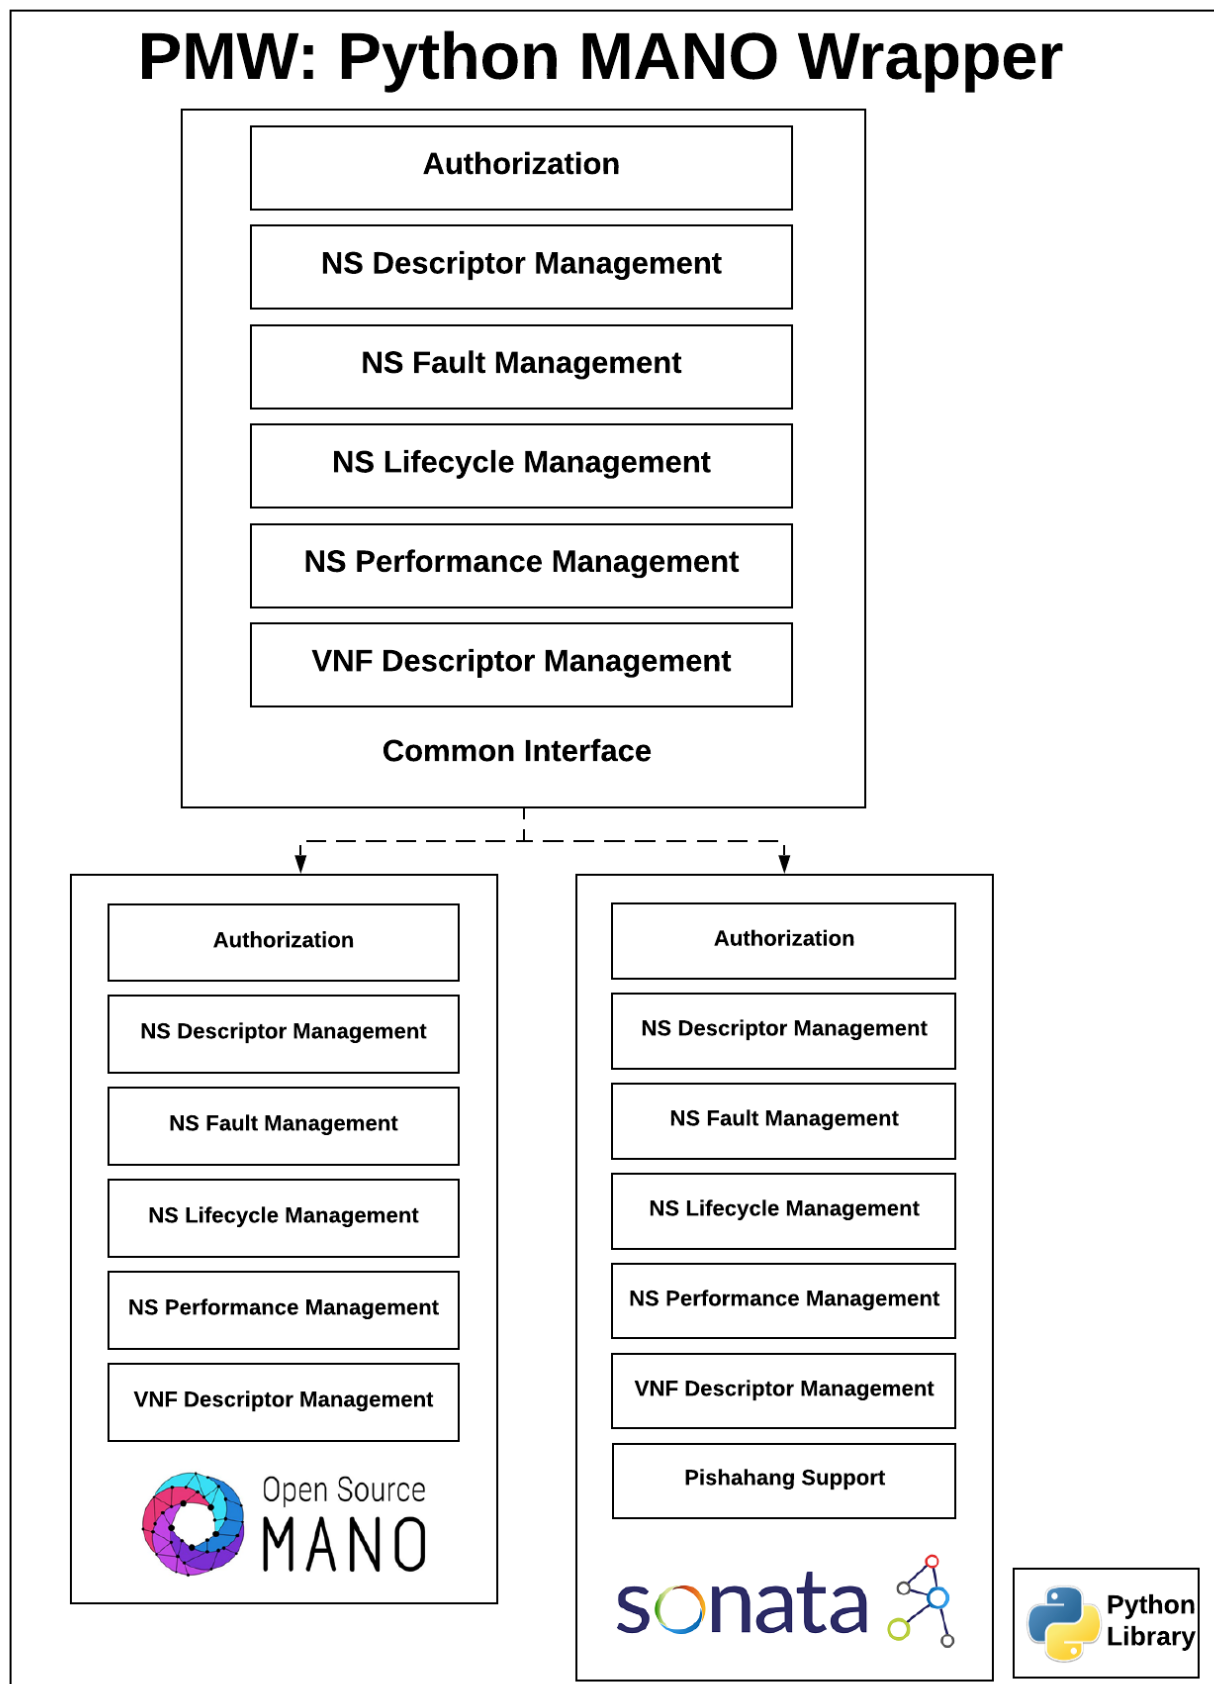 PMW: Python MANO Wrapper
Authorization
NS Descriptor Management
NS Fault Management
NS Lifecycle Management
NS Performance Management
VNF Descriptor Management
Common Interface
Authorization
NS Descriptor Management
NS Fault Management
NS Lifecycle Management
NS Performance Management
VNF Descriptor Management
Open Source
MANO
Authorization
NS Descriptor Management
NS Fault Management
NS Lifecycle Management
NS Performance Management
VNF Descriptor Management
Pishahang Support
sonata
Python
Library